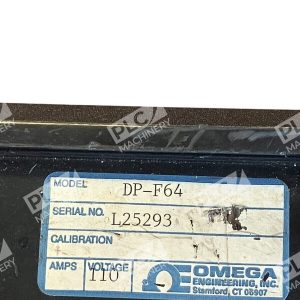 MODEL DP-F64
SERIAL NO. L25293
CALIBRATION
AMPS VOLTAGE 110
OMEGA
ENGINEERING, INC.
Stamford, CT 06907
PLC
MACHINERY